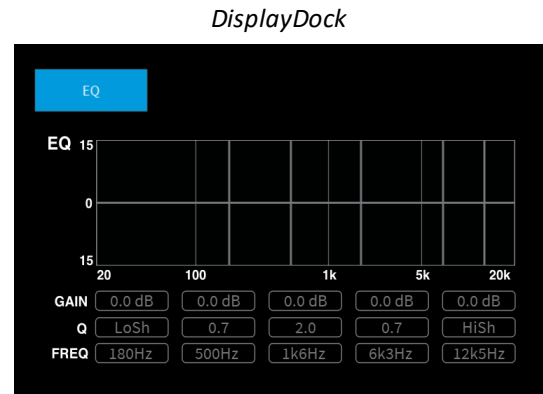 DisplayDock
EQ
EQ 15
0
15
20 100 1k 5k 20k
GAIN 0.0 dB 0.0 dB 0.0 dB 0.0 dB 0.0 dB
Q LoSh 0.7 2.0 0.7 HiSh
FREQ 180Hz 500Hz 1k6Hz 6k3Hz 12k5Hz